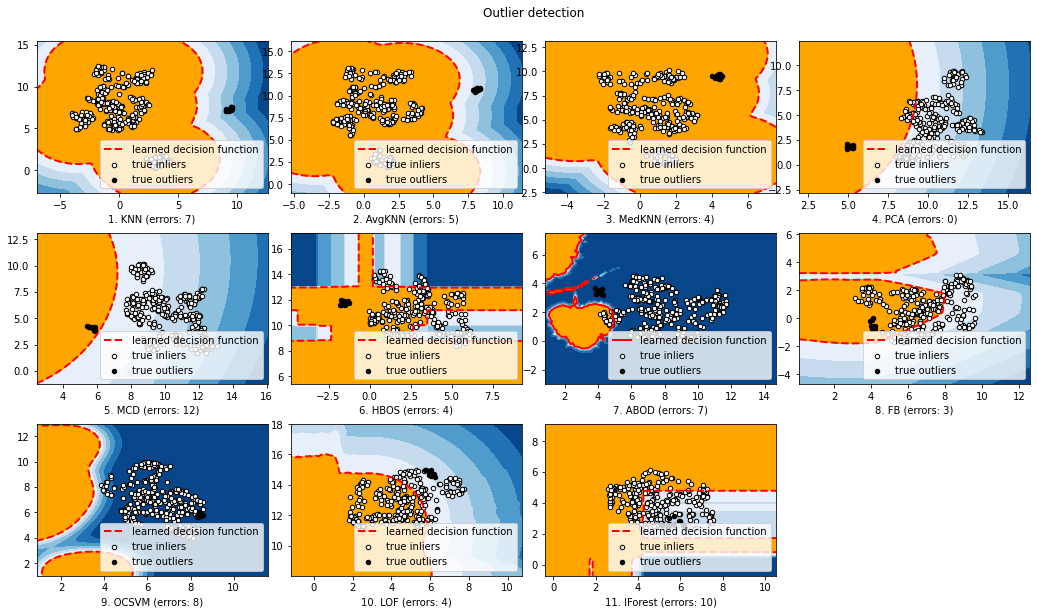 Outlier detection
15
10
5
0
−5
0
5
10
learned decision function
true inliers
true outliers
1. KNN (errors: 7)
15.0
12.5
10.0
7.5
5.0
2.5
0.0
−5.0
−2.5
0.0
2.5
5.0
7.5
10.0
learned decision function
true inliers
true outliers
2. AvgKNN (errors: 5)
12.5
10.0
7.5
5.0
2.5
0.0
−2.5
−4
−2
0
2
4
6
learned decision function
true inliers
true outliers
3. MedKNN (errors: 4)
10.0
7.5
5.0
2.5
0.0
−2.5
2.5
5.0
7.5
10.0
12.5
15.0
learned decision function
true inliers
true outliers
4. PCA (errors: 0)
12.5
10.0
7.5
5.0
2.5
0.0
4
6
8
10
12
14
16
learned decision function
true inliers
true outliers
5. MCD (errors: 12)
16
14
12
10
8
6
−2.5
0.0
2.5
5.0
7.5
learned decision function
true inliers
true outliers
6. HBOS (errors: 4)
6
4
2
0
−2
2
4
6
8
10
12
14
learned decision function
true inliers
true outliers
7. ABOD (errors: 7)
6
4
2
0
−2
−4
2
4
6
8
10
12
learned decision function
true inliers
true outliers
8. FB (errors: 3)
12
10
8
6
4
2
2
4
6
8
10
learned decision function
true inliers
true outliers
9. OCSVM (errors: 8)
18
16
14
12
10
8
0
2
4
6
8
10
learned decision function
true inliers
true outliers
10. LOF (errors: 4)
8
6
4
2
0
0
2
4
6
8
10
learned decision function
true inliers
true outliers
11. IForest (errors: 10)